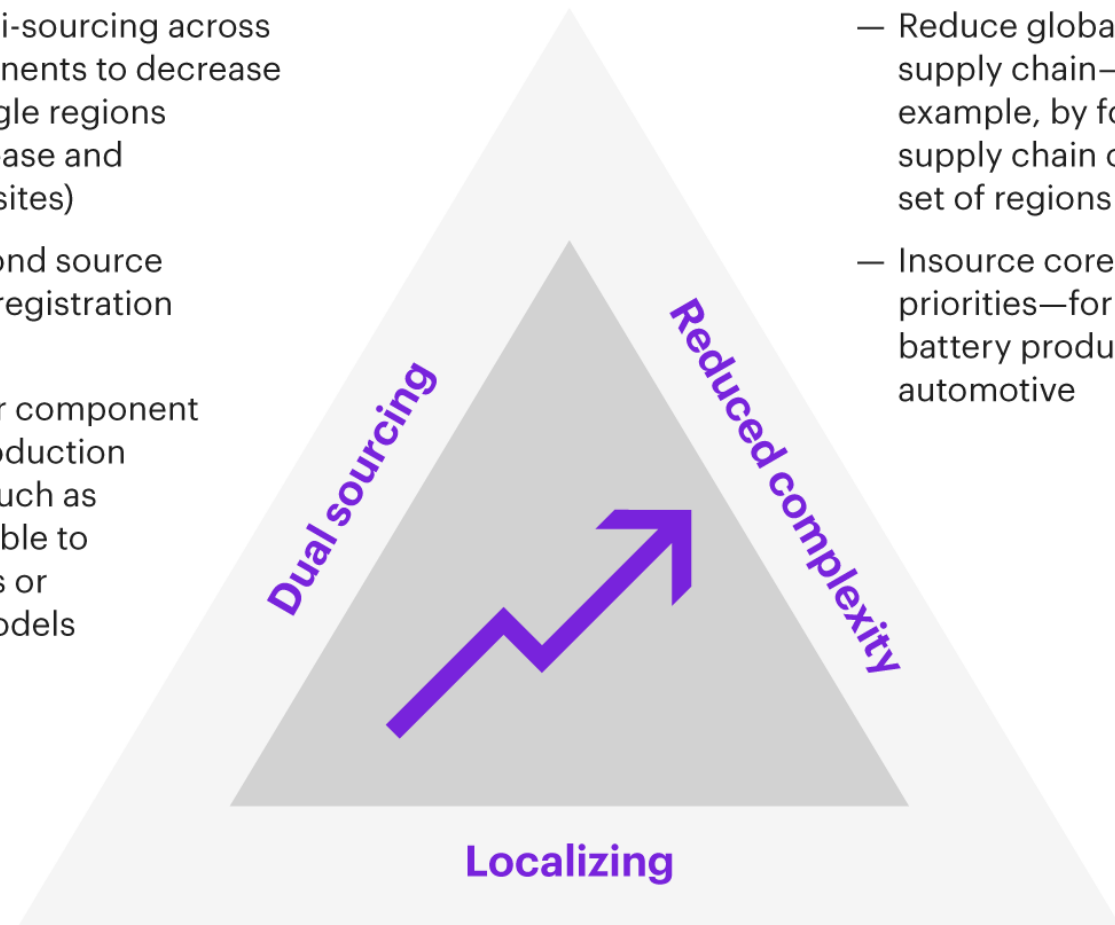 i-sourcing across
nents to decrease
gle regions
ase and
sites)
ond source
registration
r component
oduction
uch as
ble to
s or
odels
Dual sourcing
Reduced complexity
Localizing
— Reduce globa
supply chain—
example, by fo
supply chain
set of regions
— Insource core
priorities—for
battery produ
automotive